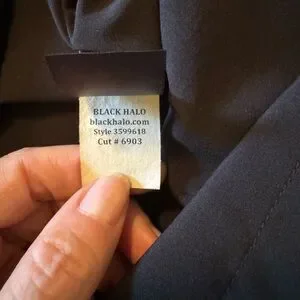 BLACK HALO
blackhalo.com
Style 3599618
Cut # 6903